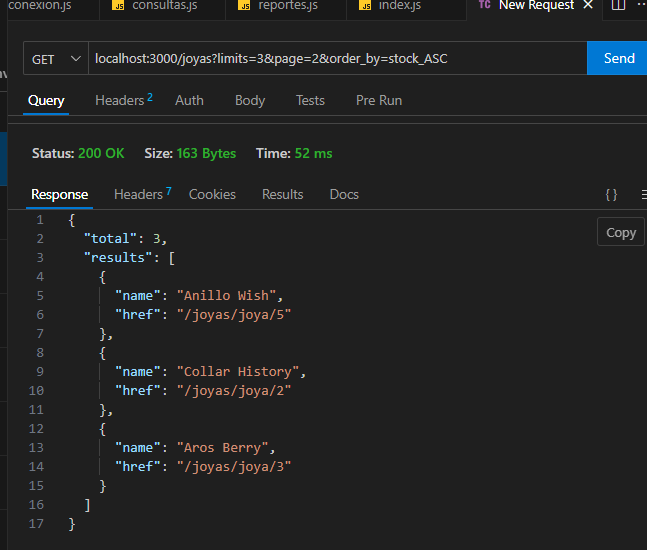 conexion.js JS consultas.js JS reportes.js JS index.js TC New Request
GET localhost:3000/joyas?limits=3&page=2&order_by=stock_ASC Send
Query Headers 2 Auth Body Tests Pre Run
Status: 200 OK Size: 163 Bytes Time: 52 ms
Response Headers 7 Cookies Results Docs { }
Copy
1 {
2 "total": 3,
3 "results": [
4 {
5 "name": "Anillo Wish",
6 "href": "/joyas/joya/5"
7 },
8 {
9 "name": "Collar History",
10 "href": "/joyas/joya/2"
11 },
12 {
13 "name": "Aros Berry",
14 "href": "/joyas/joya/3"
15 }
16 ]
17 }